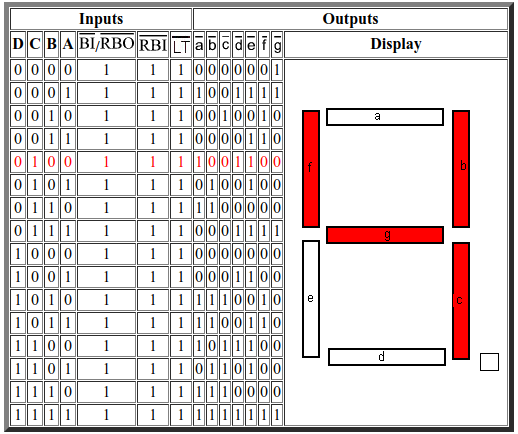 Inputs Outputs
D C B A B̅I̅/R̅B̅O̅ R̅B̅I̅ L̅T̅ a̅ b̅ c̅ d̅ e̅ f̅ g̅ Display
0 0 0 0 1 1 1 0 0 0 0 0 0 1
0 0 0 1 1 1 1 1 0 0 1 1 1 1
0 0 1 0 1 1 1 0 0 1 0 0 1 0
0 0 1 1 1 1 1 0 0 0 0 1 1 0
0 1 0 0 1 1 1 1 0 0 1 1 0 0
0 1 0 1 1 1 1 0 1 0 0 1 0 0
0 1 1 0 1 1 1 1 1 0 0 0 0 0
0 1 1 1 1 1 1 0 0 0 1 1 1 1
1 0 0 0 1 1 1 0 0 0 0 0 0 0
1 0 0 1 1 1 1 0 0 0 1 1 0 0
1 0 1 0 1 1 1 1 1 1 0 0 1 0
1 0 1 1 1 1 1 1 1 0 0 1 1 0
1 1 0 0 1 1 1 1 0 1 1 1 0 0
1 1 0 1 1 1 1 0 1 1 0 1 0 0
1 1 1 0 1 1 1 1 1 1 0 0 0 0
1 1 1 1 1 1 1 1 1 1 1 1 1 1
a
f b
g
e c
d